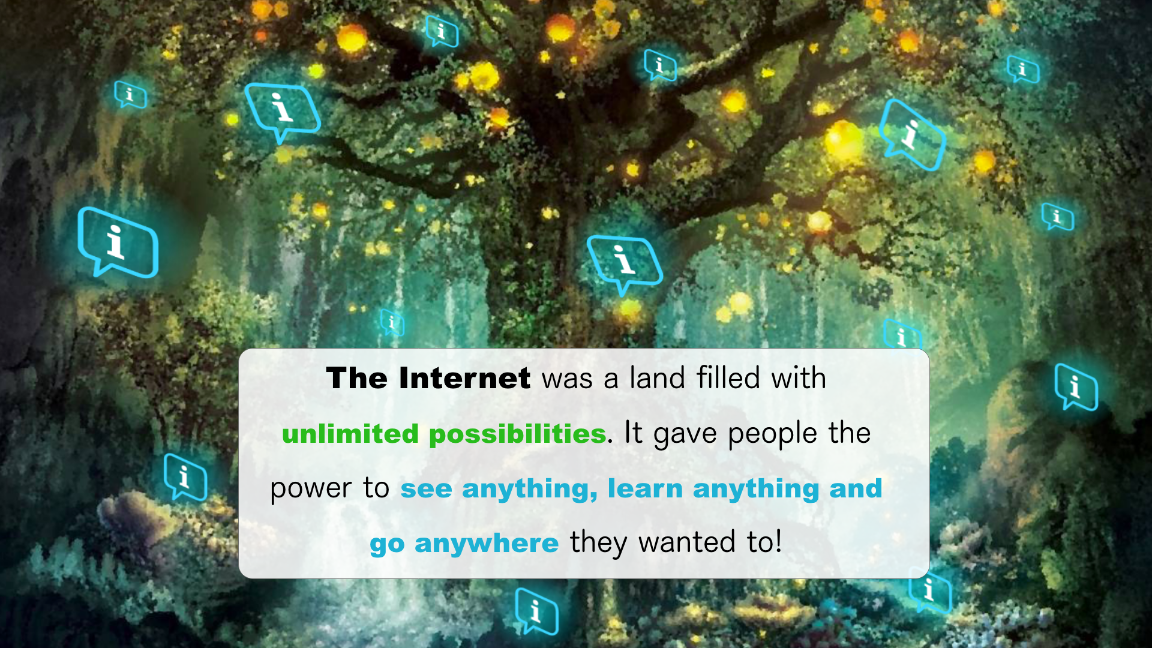 The Internet was a land filled with
unlimited possibilities. It gave people the
power to see anything, learn anything and
go anywhere they wanted to!